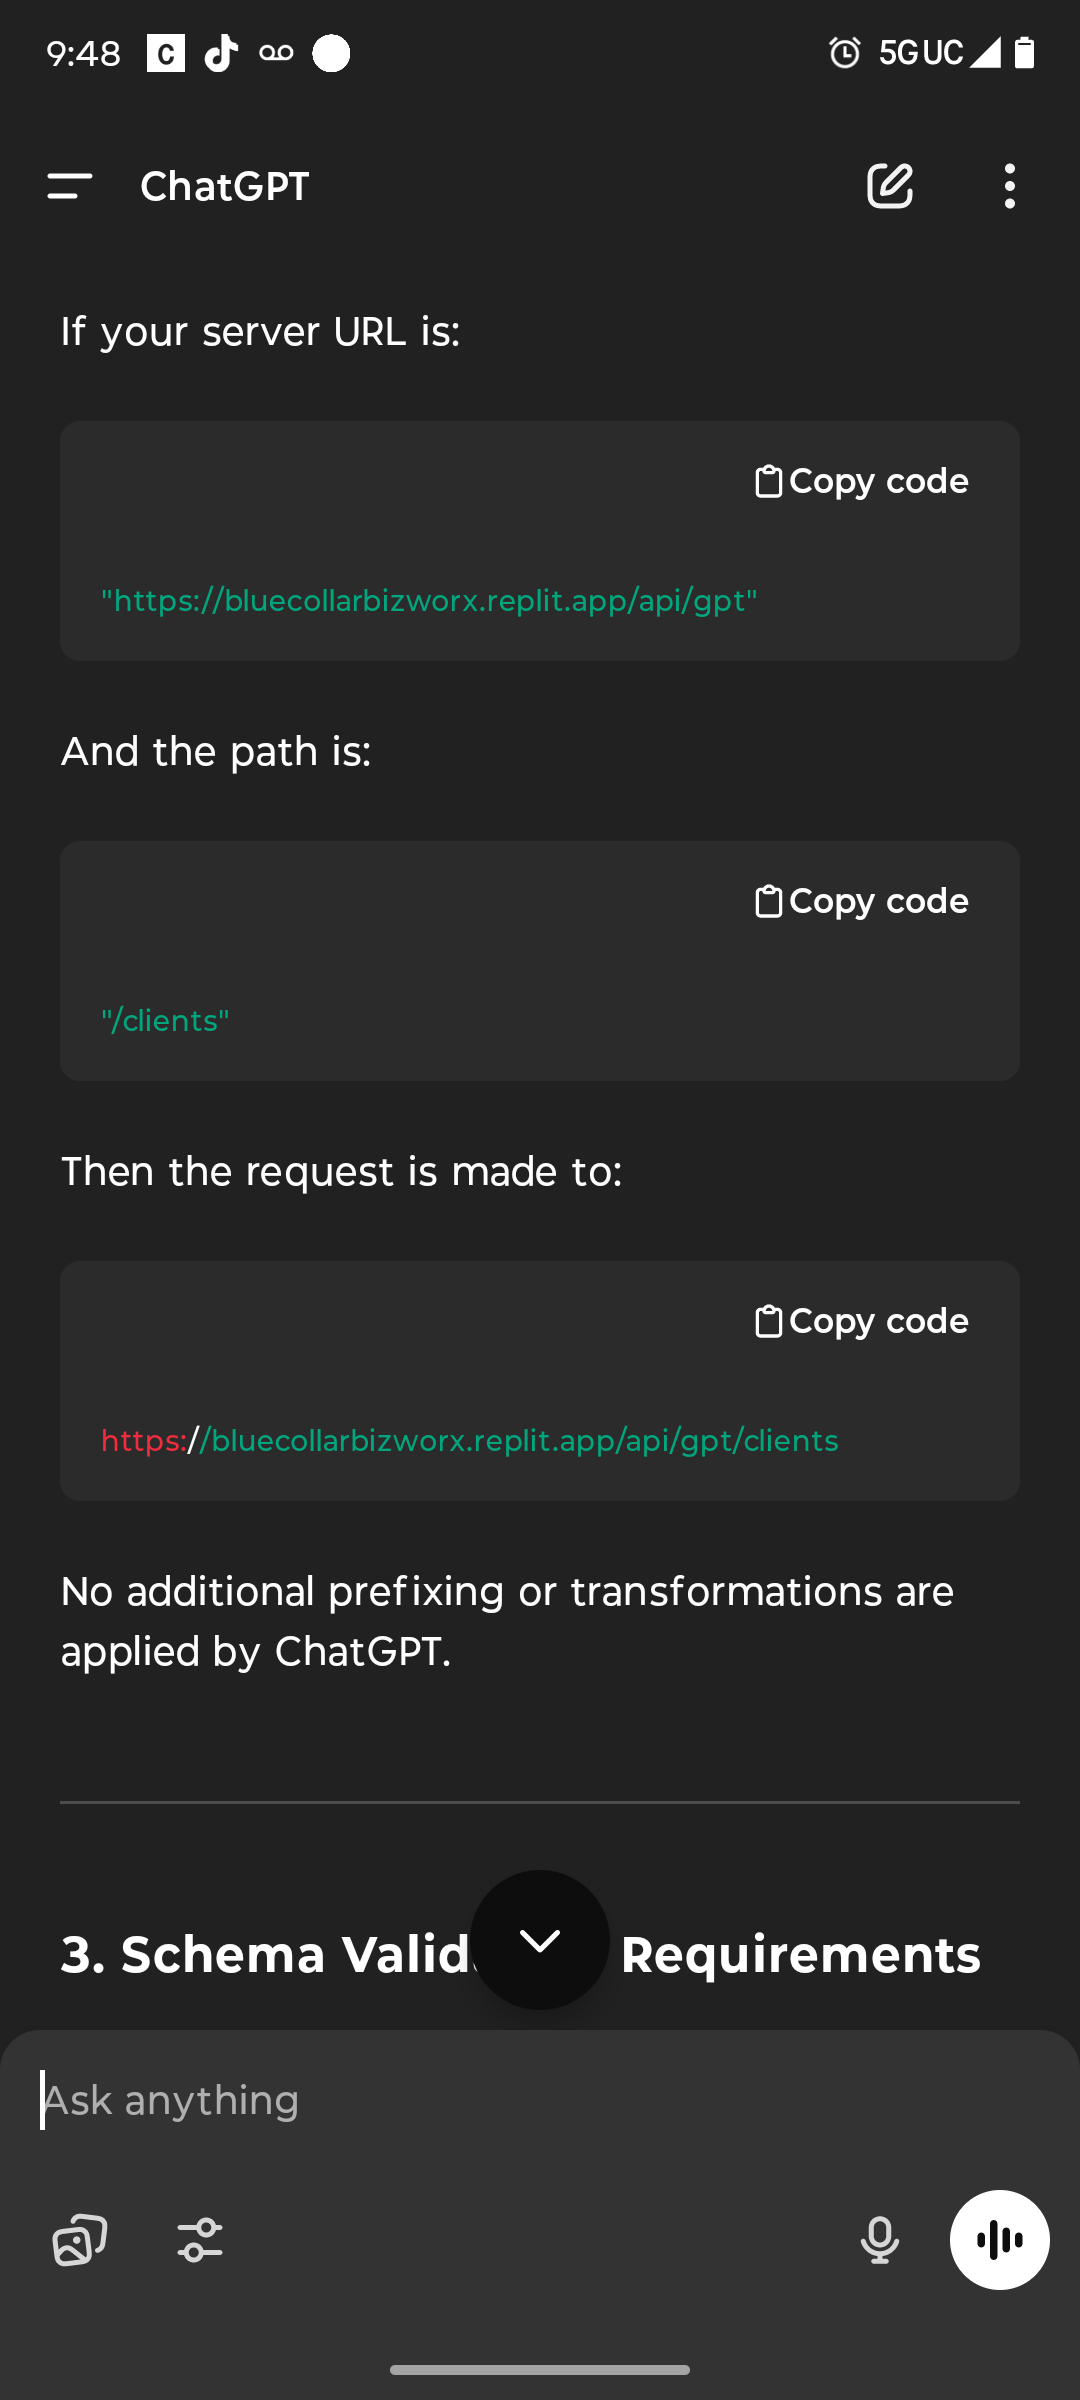 9:48 C 5G UC
ChatGPT
If your server URL is:
Copy code
"https://bluecollarbizworx.replit.app/api/gpt"
And the path is:
Copy code
"/clients"
Then the request is made to:
Copy code
https://bluecollarbizworx.replit.app/api/gpt/clients
No additional prefixing or transformations are
applied by ChatGPT.
3. Schema Requirements
Ask anything